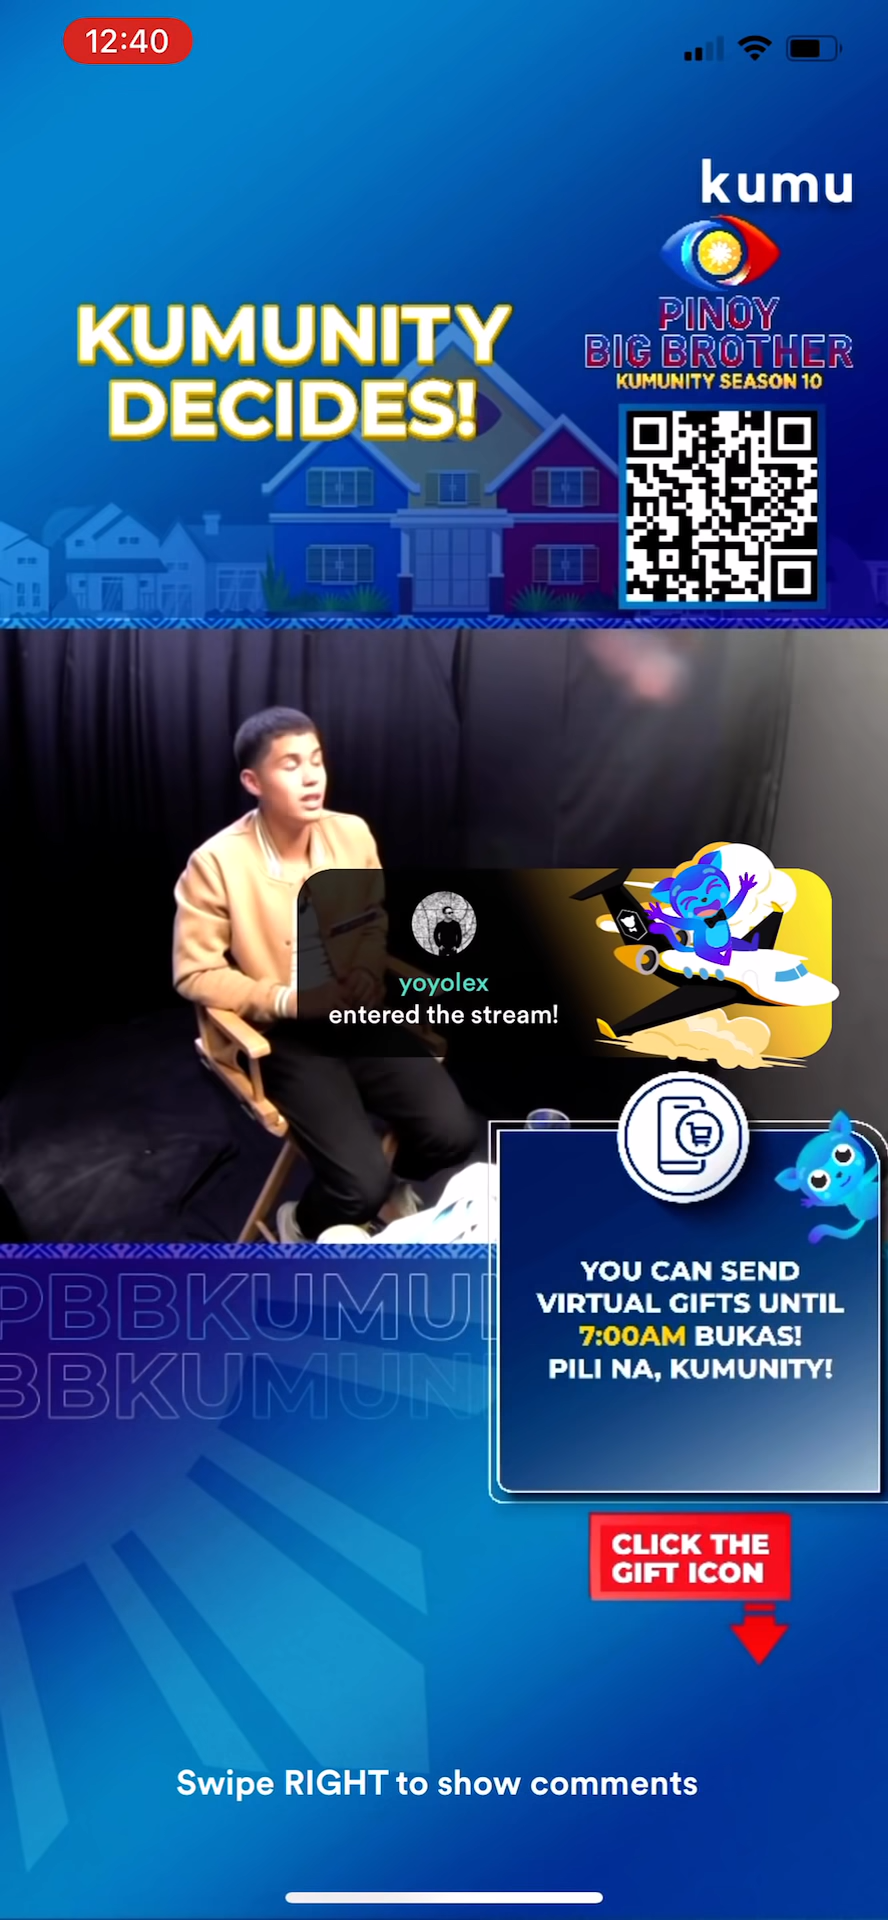 12:40
kumu
PINOY
BIG BROTHER
KUMUNITY SEASON 10
KUMUNITY
DECIDES!
yoyolex
entered the stream!
YOU CAN SEND
VIRTUAL GIFTS UNTIL
7:00AM BUKAS!
PILI NA, KUMUNITY!
PBBKUMU
BBKUMUN
CLICK THE
GIFT ICON
Swipe RIGHT to show comments